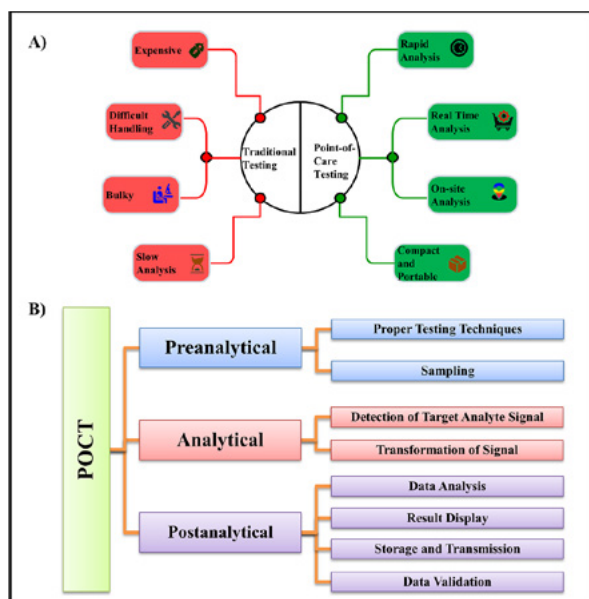 A)
Expensive
Difficult
Handling
Bulky
Slow
Analysis
Traditional
Testing
Point-of-
Care
Testing
Rapid
Analysis
Real Time
Analysis
On-site
Analysis
Compact
and
Portable
B)
POCT
Preanalytical
Proper Testing Techniques
Sampling
Analytical
Detection of Target Analyte Signal
Transformation of Signal
Postanalytical
Data Analysis
Result Display
Storage and Transmission
Data Validation